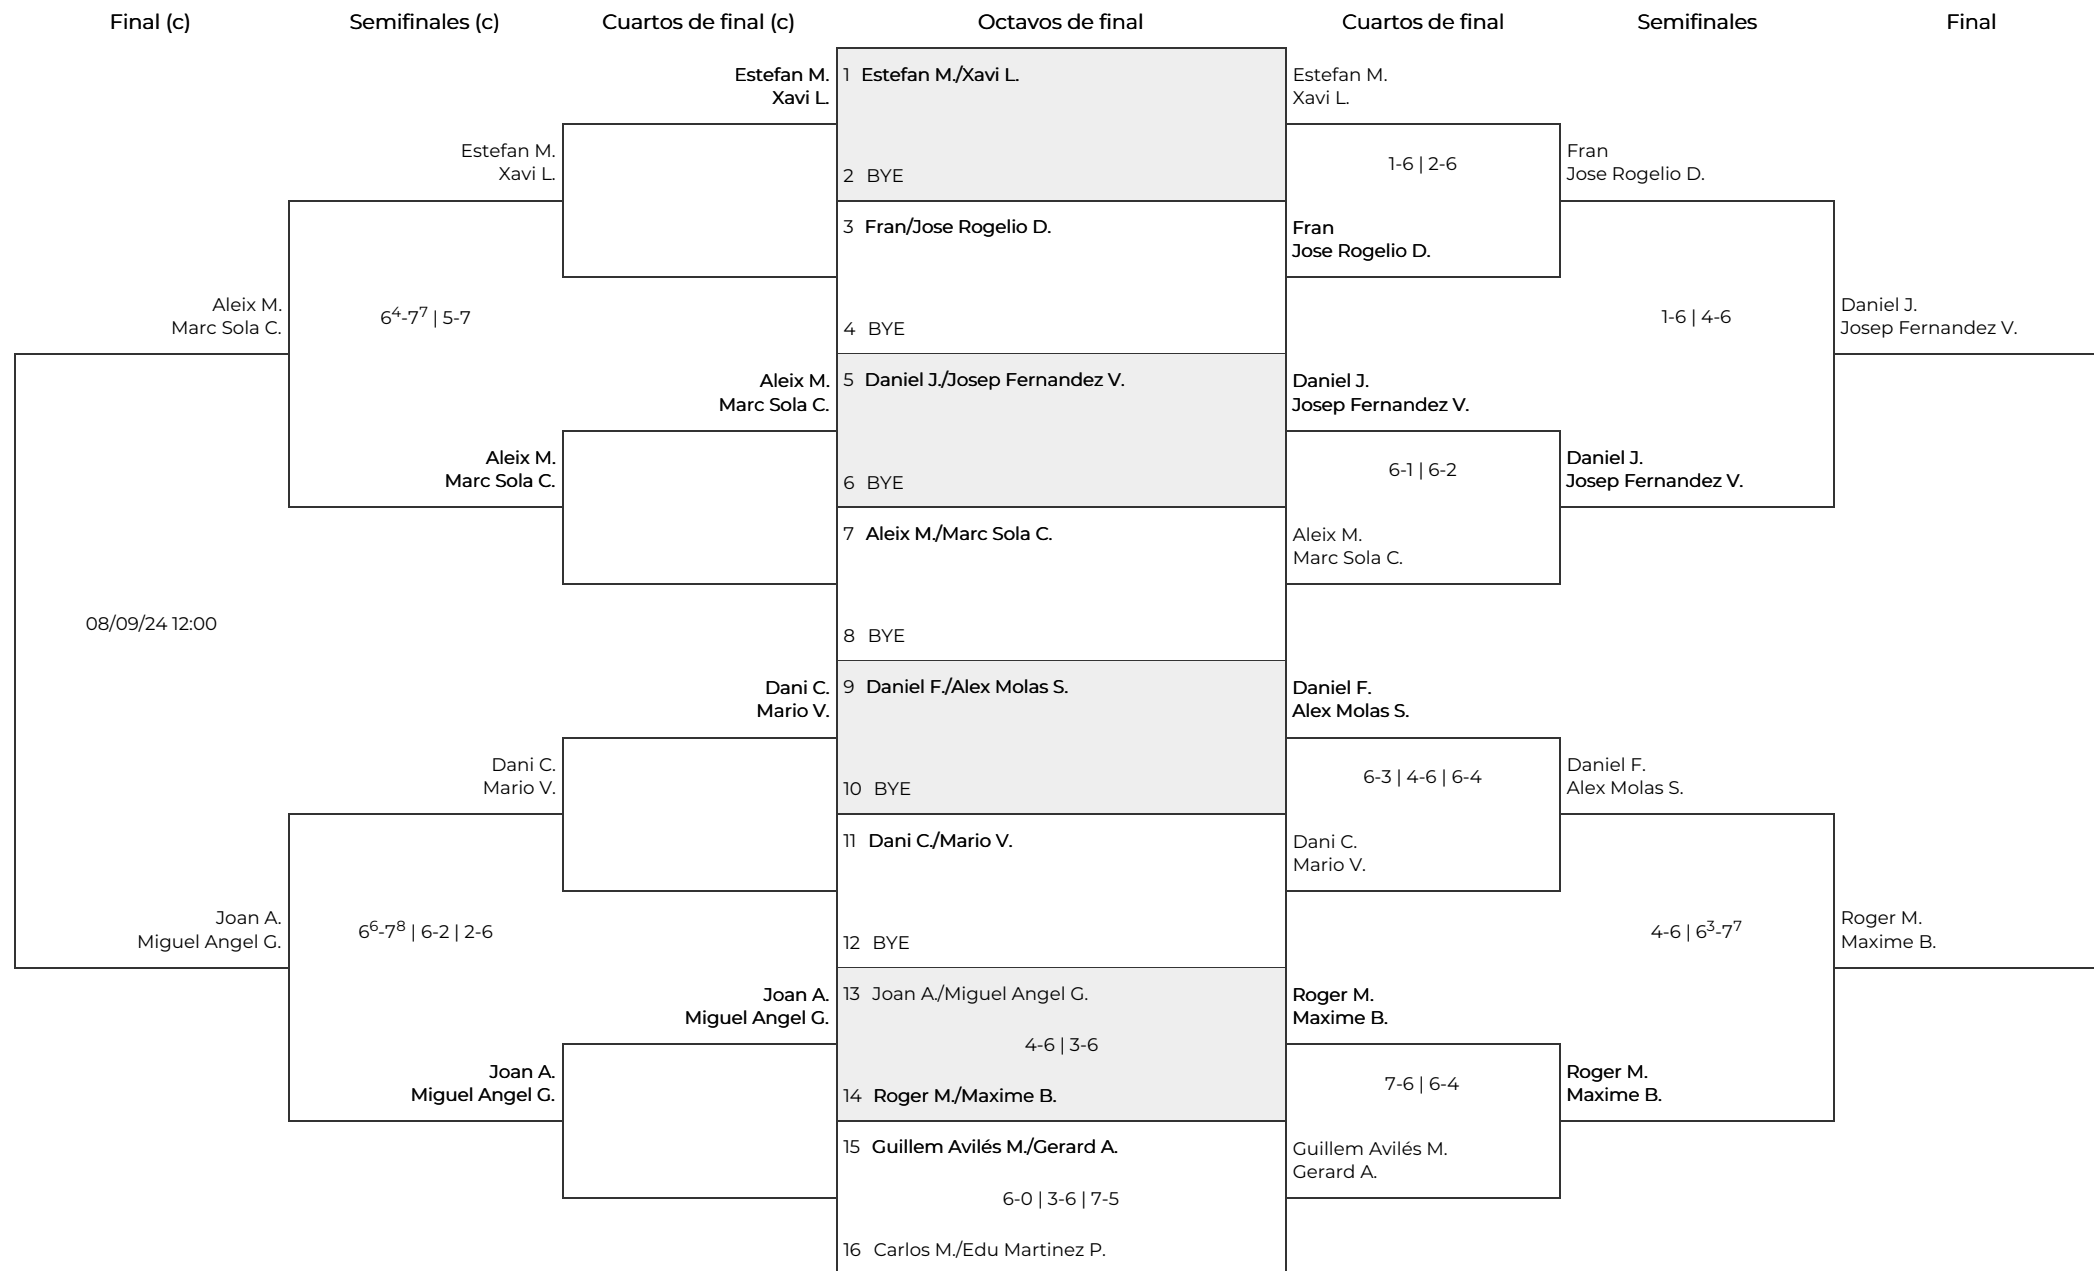 Final (c)
Semifinales (c)
Cuartos de final (c)
Octavos de final
Cuartos de final
Semifinales
Final
Aleix M.
Marc Sola C.
08/09/24 12:00
Joan A.
Miguel Angel G.
Estefan M.
Xavi L.
6⁴-7⁷ | 5-7
Aleix M.
Marc Sola C.
Dani C.
Mario V.
6⁶-7⁸ | 6-2 | 2-6
Joan A.
Miguel Angel G.
Estefan M.
Xavi L.
Aleix M.
Marc Sola C.
Dani C.
Mario V.
Joan A.
Miguel Angel G.
1 Estefan M./Xavi L.
2 BYE
3 Fran/Jose Rogelio D.
4 BYE
5 Daniel J./Josep Fernandez V.
6 BYE
7 Aleix M./Marc Sola C.
8 BYE
9 Daniel F./Alex Molas S.
10 BYE
11 Dani C./Mario V.
12 BYE
13 Joan A./Miguel Angel G.
4-6 | 3-6
14 Roger M./Maxime B.
15 Guillem Avilés M./Gerard A.
6-0 | 3-6 | 7-5
16 Carlos M./Edu Martinez P.
Estefan M.
Xavi L.
1-6 | 2-6
Fran
Jose Rogelio D.
Daniel J.
Josep Fernandez V.
6-1 | 6-2
Aleix M.
Marc Sola C.
Daniel F.
Alex Molas S.
6-3 | 4-6 | 6-4
Dani C.
Mario V.
Roger M.
Maxime B.
7-6 | 6-4
Guillem Avilés M.
Gerard A.
Fran
Jose Rogelio D.
1-6 | 4-6
Daniel J.
Josep Fernandez V.
Daniel F.
Alex Molas S.
4-6 | 6³-7⁷
Roger M.
Maxime B.
Daniel J.
Josep Fernandez V.
Roger M.
Maxime B.